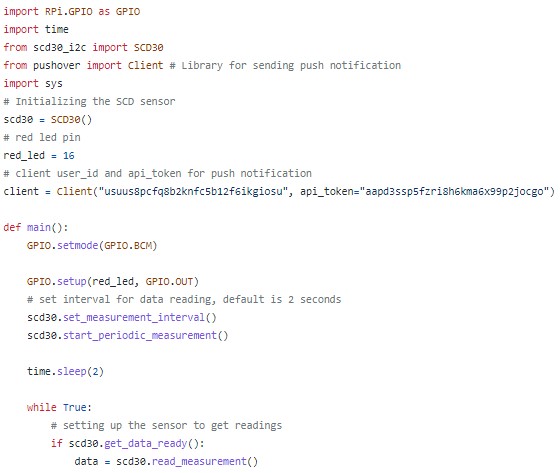 import RPi.GPIO as GPIO
import time
from scd30_i2c import SCD30
from pushover import Client # Library for sending push notification
import sys
# Initializing the SCD sensor
scd30 = SCD30()
# red led pin
red_led = 16
# client user_id and api_token for push notification
client = Client("usuus8pcfq8b2knfc5b12f6ikgiosu", api_token="aapd3ssp5fzri8h6kma6x99p2jocgo")
def main():
GPIO.setmode(GPIO.BCM)
GPIO.setup(red_led, GPIO.OUT)
# set interval for data reading, default is 2 seconds
scd30.set_measurement_interval()
scd30.start_periodic_measurement()
time.sleep(2)
while True:
# setting up the sensor to get readings
if scd30.get_data_ready():
data = scd30.read_measurement()